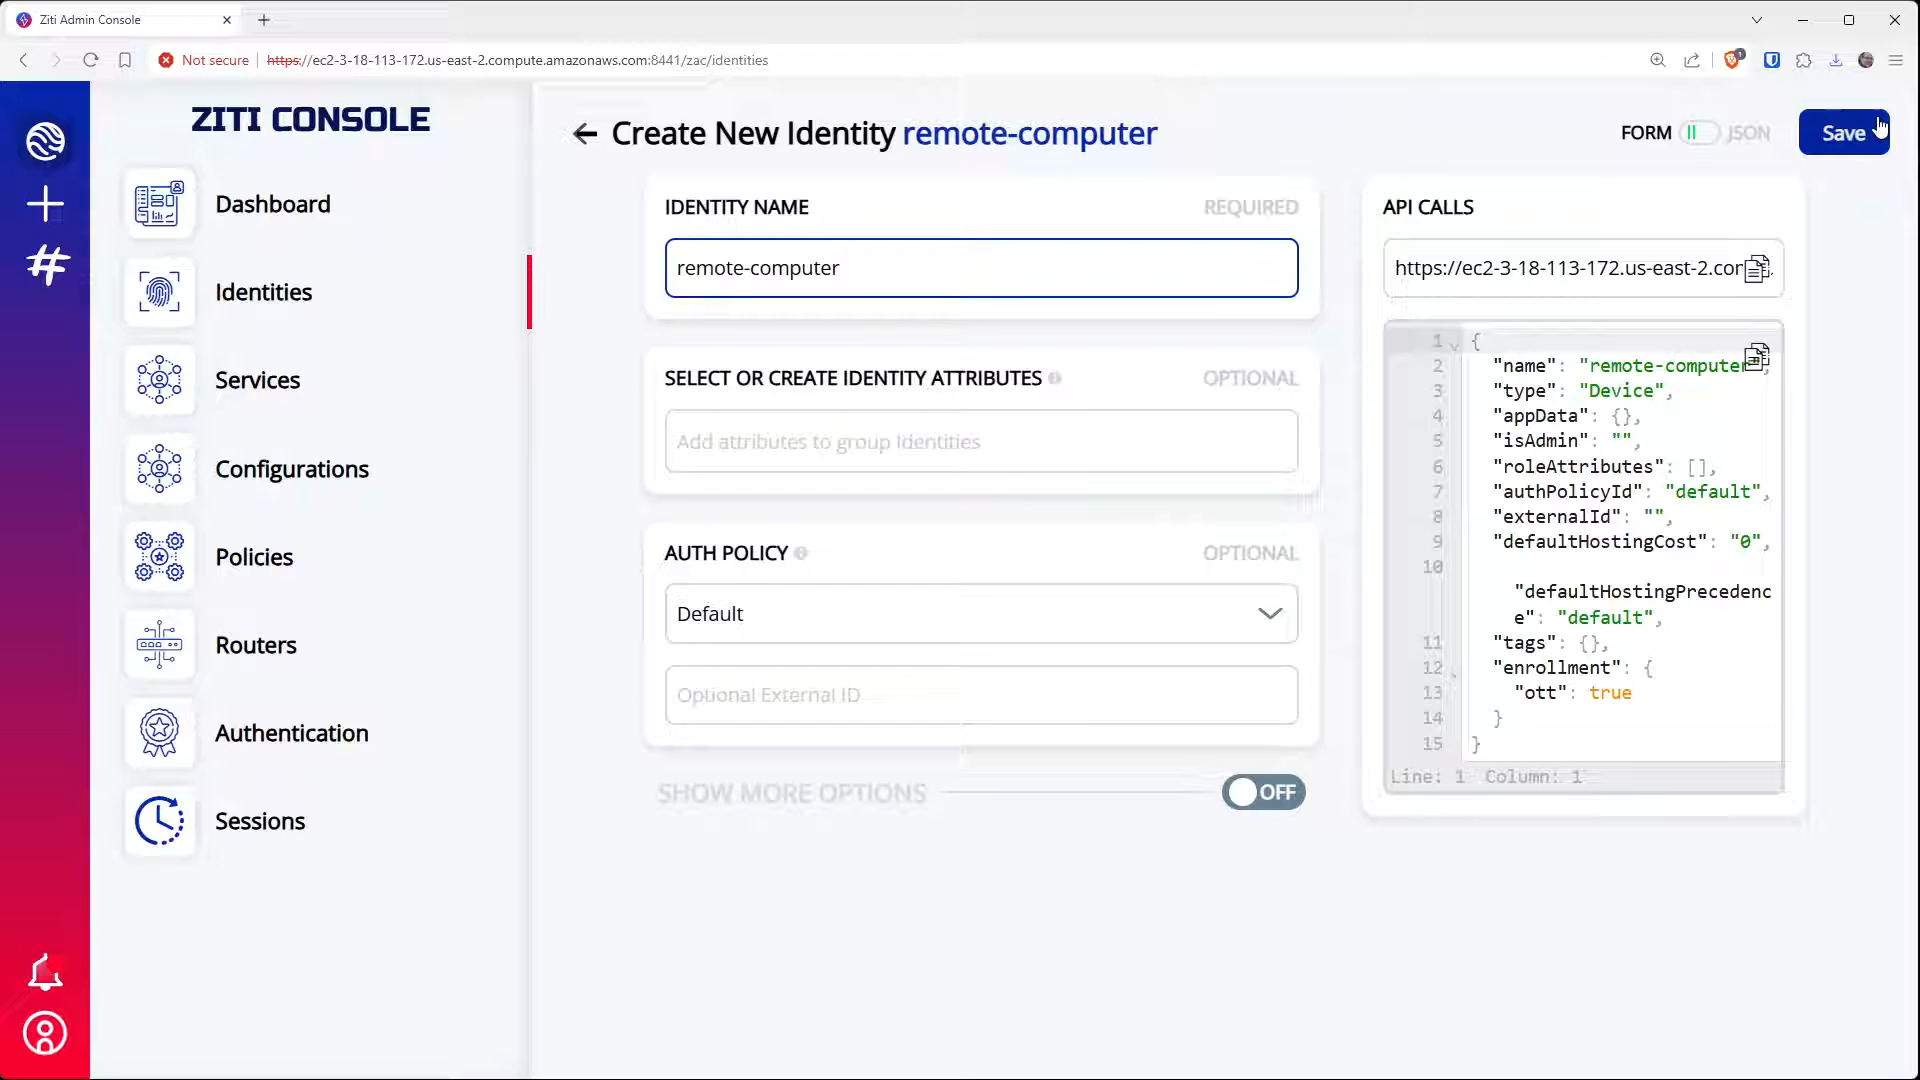 Ziti Admin Console
Not secure
https://ec2-3-18-113-172.us-east-2.compute.amazonaws.com:8441/zac/identities
1
ZITI CONSOLE
Dashboard
Identities
Services
Configurations
Policies
Routers
Authentication
Sessions
Create New Identity remote-computer
FORM
JSON
Save
IDENTITY NAME
REQUIRED
remote-computer
SELECT OR CREATE IDENTITY ATTRIBUTES
OPTIONAL
Add attributes to group Identities
AUTH POLICY
OPTIONAL
Default
Optional External ID
SHOW MORE OPTIONS
OFF
API CALLS
https://ec2-3-18-113-172.us-east-2.com
1 {
2 "name": "remote-computer",
3 "type": "Device",
4 "appData": {},
5 "isAdmin": "",
6 "roleAttributes": [],
7 "authPolicyId": "default",
8 "externalId": "",
9 "defaultHostingCost": "0",
10
"defaultHostingPrecedenc
e": "default",
11 "tags": {},
12 "enrollment": {
13 "ott": true
14 }
15 }
Line: 1 Column: 1